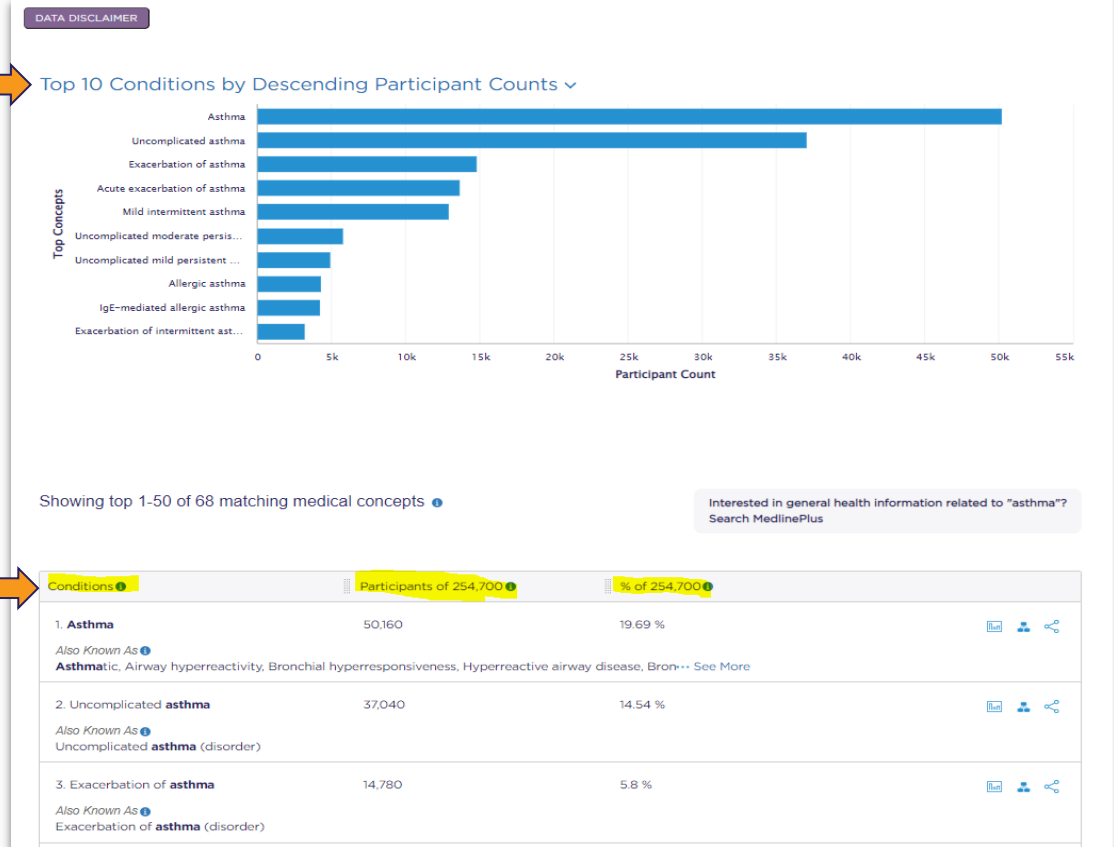 DATA DISCLAIMER
Top 10 Conditions by Descending Participant Counts
Asthma
Uncomplicated asthma
Exacerbation of asthma
Acute exacerbation of asthma
Mild intermittent asthma
Uncomplicated moderate persis...
Uncomplicated mild persistent ...
Allergic asthma
IgE-mediated allergic asthma
Exacerbation of intermittent ast...
Top Concepts
0 5k 10k 15k 20k 25k 30k 35k 40k 45k 50k 55k
Participant Count
Showing top 1-50 of 68 matching medical concepts
Interested in general health information related to "asthma"?
Search MedlinePlus
Conditions Participants of 254,700 % of 254,700
1. Asthma 50,160 19.69 %
Also Known As
Asthmatic, Airway hyperreactivity, Bronchial hyperresponsiveness, Hyperreactive airway disease, Bron··· See More
2. Uncomplicated asthma 37,040 14.54 %
Also Known As
Uncomplicated asthma (disorder)
3. Exacerbation of asthma 14,780 5.8 %
Also Known As
Exacerbation of asthma (disorder)